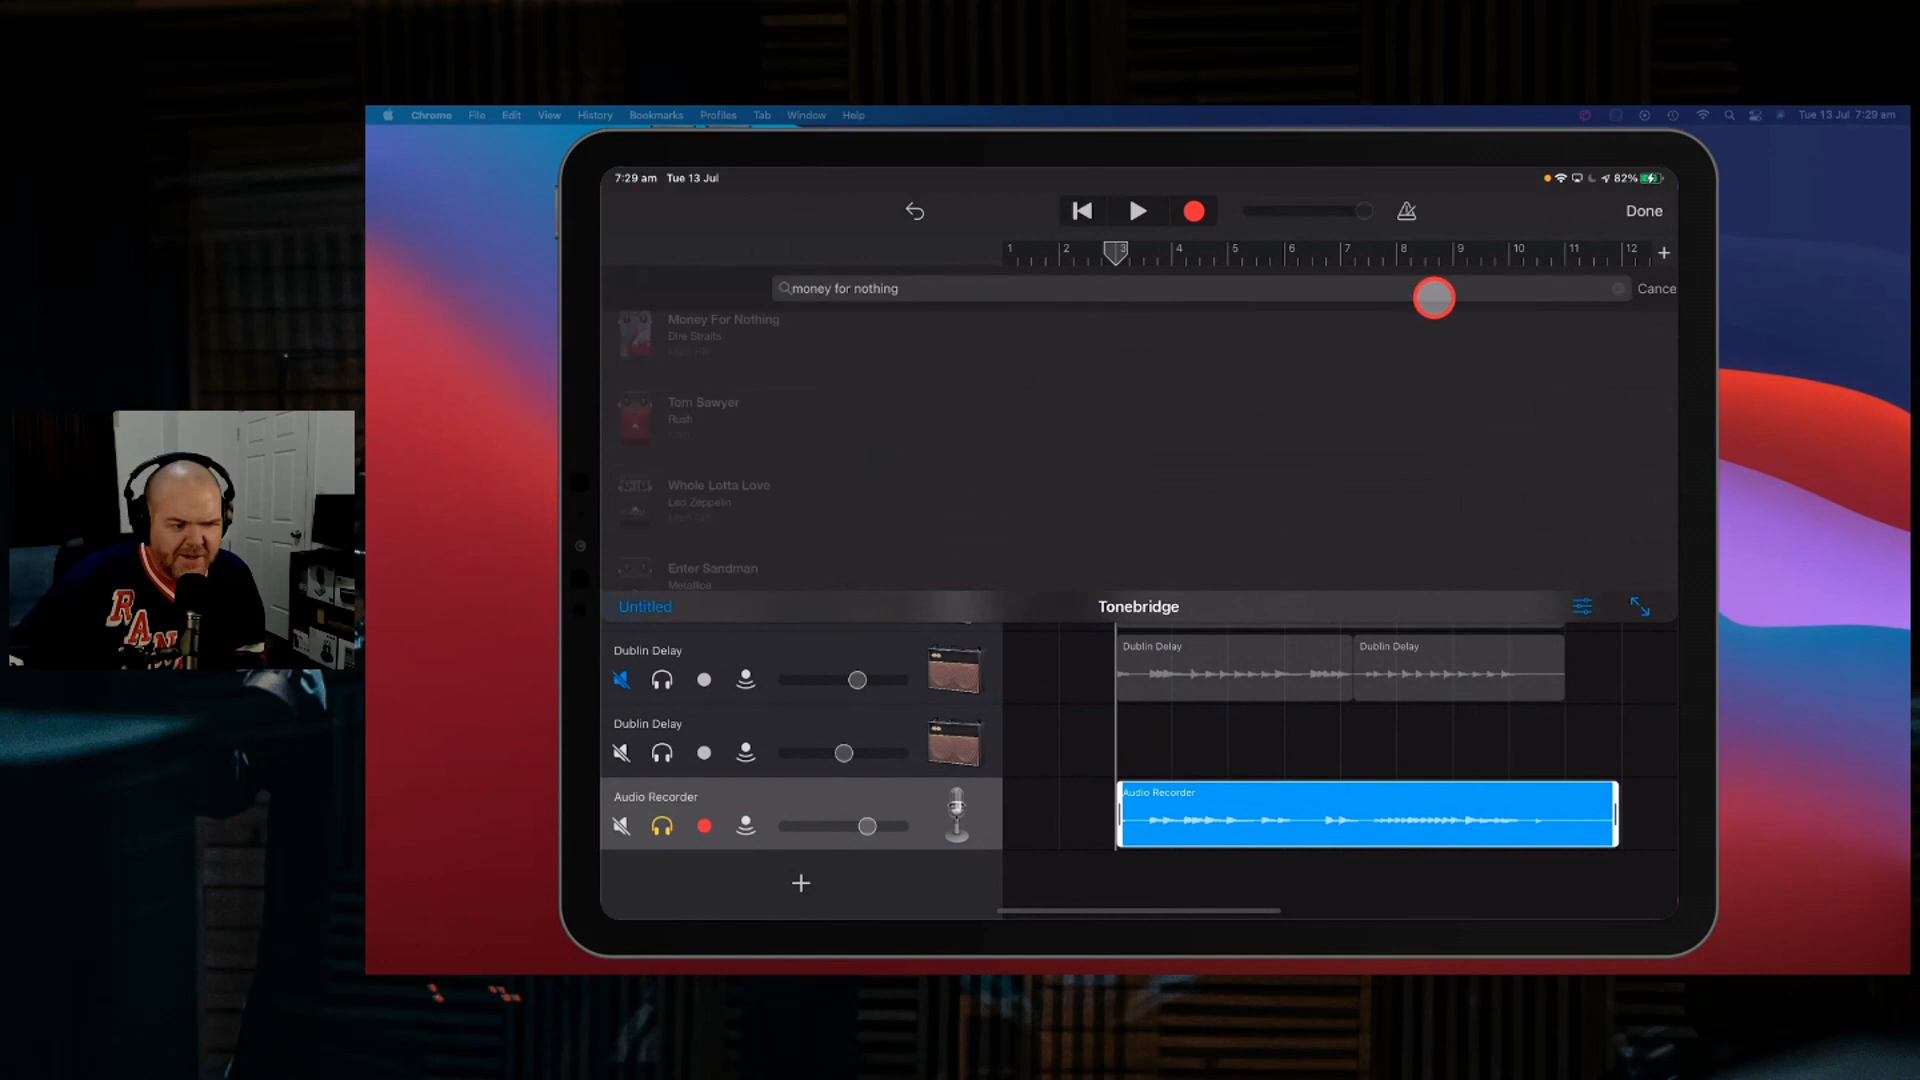 Chrome File Edit View History Bookmarks Profiles Tab Window Help Tue 13 Jul 7:29 am
7:29 am Tue 13 Jul 82%
Done
1 2 3 4 5 6 7 8 9 10 11 12
money for nothing
Cance
Money For Nothing
Dire Straits
Tom Sawyer
Rush
Whole Lotta Love
Led Zeppelin
Enter Sandman
Metallica
Untitled Tonebridge
Dublin Delay
Dublin Delay Dublin Delay
Dublin Delay
Audio Recorder
Audio Recorder
RAN